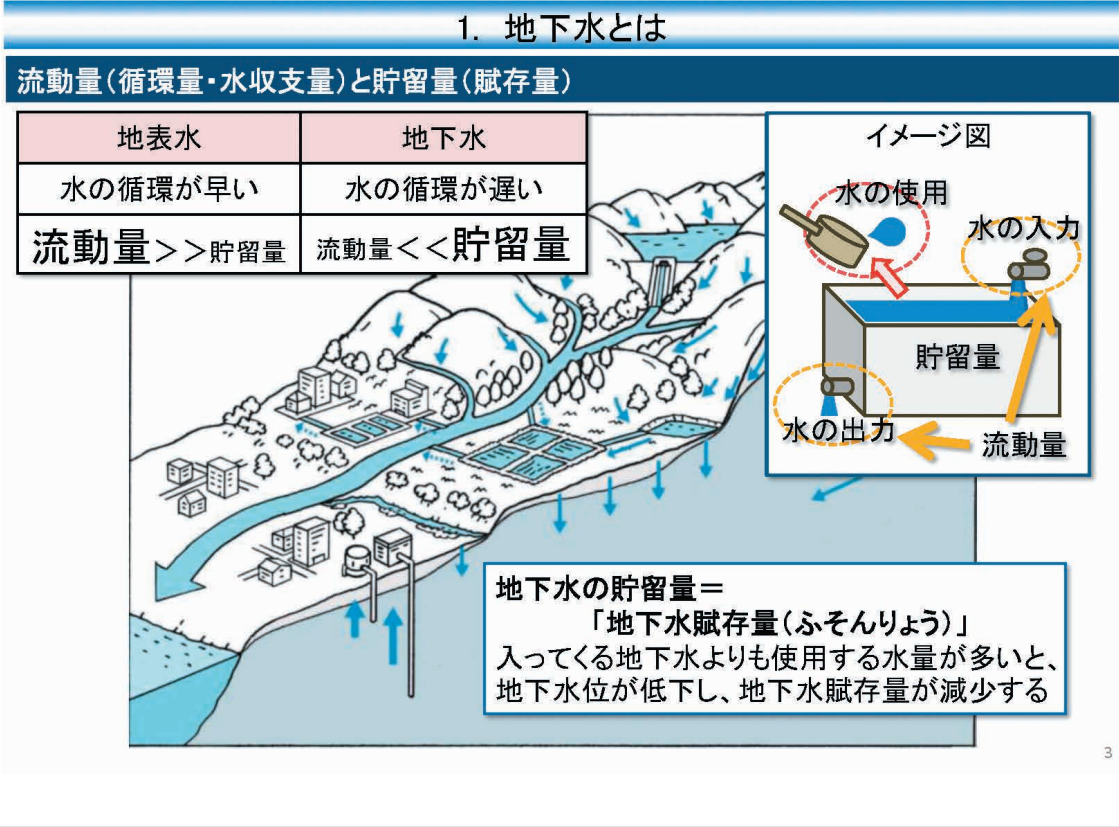 1. 地下水とは
流動量(循環量・水収支量)と貯留量(賦存量)
地表水 地下水
水の循環が早い 水の循環が遅い
流動量>>貯留量 流動量<<貯留量
イメージ図
水の使用
水の入力
貯留量
水の出力
流動量
地下水の貯留量=
「地下水賦存量(ふそんりょう)」
入ってくる地下水よりも使用する水量が多いと、
地下水位が低下し、地下水賦存量が減少する
3